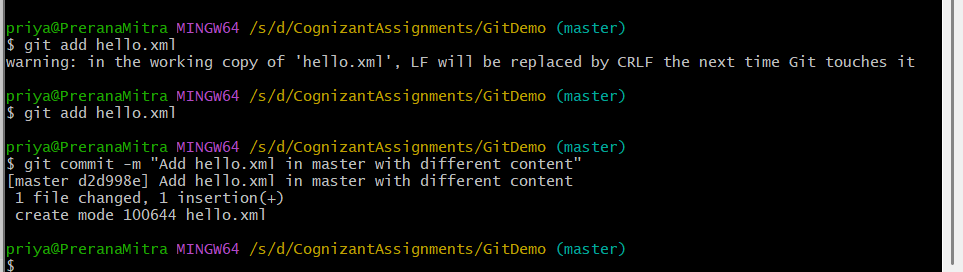 priya@PreranaMitra MINGW64 /s/d/CognizantAssignments/GitDemo (master)
$ git add hello.xml
warning: in the working copy of 'hello.xml', LF will be replaced by CRLF the next time Git touches it
priya@PreranaMitra MINGW64 /s/d/CognizantAssignments/GitDemo (master)
$ git add hello.xml
priya@PreranaMitra MINGW64 /s/d/CognizantAssignments/GitDemo (master)
$ git commit -m "Add hello.xml in master with different content"
[master d2d998e] Add hello.xml in master with different content
 1 file changed, 1 insertion(+)
 create mode 100644 hello.xml
priya@PreranaMitra MINGW64 /s/d/CognizantAssignments/GitDemo (master)
$